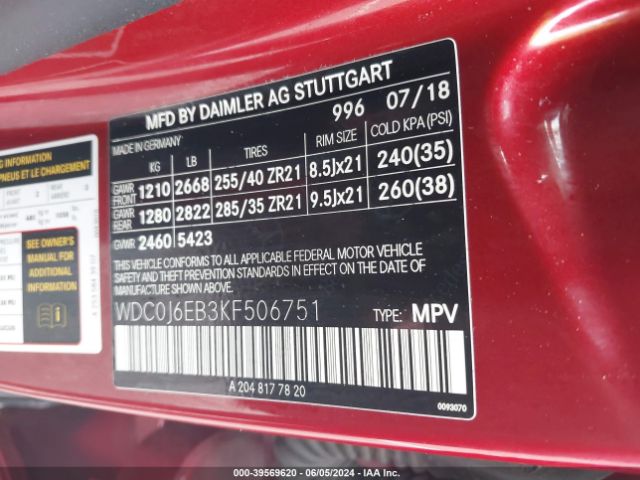 MFD BY DAIMLER AG STUTTGART
996 07/18
MADE IN GERMANY
KG LB TIRES RIM SIZE COLD KPA(PSI)
GAWR FRONT 1210 2668 255/40 ZR21 8.5Jx21 240(35)
GAWR REAR 1280 2822 285/35 ZR21 9.5Jx21 260(38)
GVWR 2460 5423
THIS VEHICLE CONFORMS TO ALL APPLICABLE FEDERAL MOTOR VEHICLE
SAFETY AND THEFT PREVENTION STANDARDS IN EFFECT ON THE DATE
OF MANUFACTURE SHOWN ABOVE.
WDC0J6EB3KF506751 TYPE: MPV
A 204 817 78 20
0093070
NG INFORMATION
PNEUS ET LE CHARGEMENT
SEE OWNER'S
MANUAL FOR
ADDITIONAL
INFORMATION
000-39569620 - 06/05/2024 - IAA Inc.